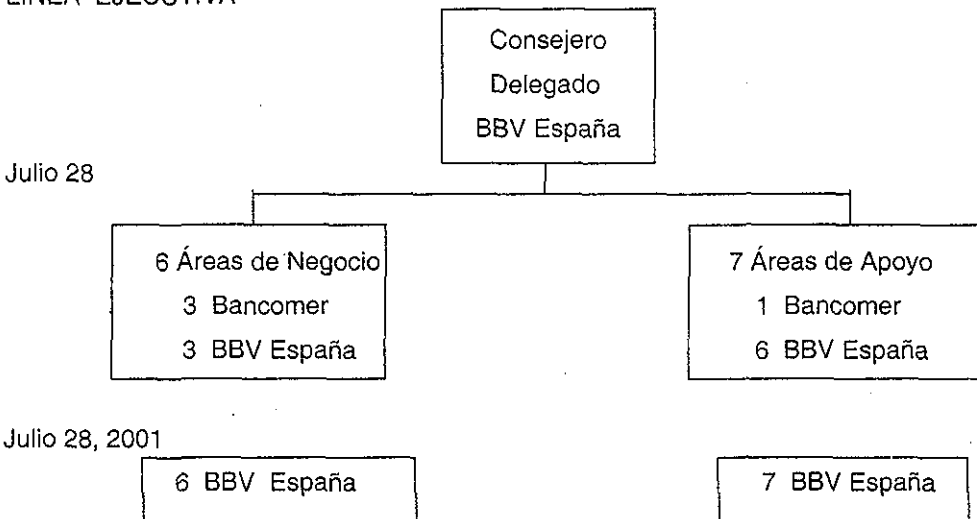 LÍNEA EJECUTIVA
Consejero
Delegado
BBV España
Julio 28
6 Áreas de Negocio
3 Bancomer
3 BBV España
7 Áreas de Apoyo
1 Bancomer
6 BBV España
Julio 28, 2001
6 BBV España
7 BBV España